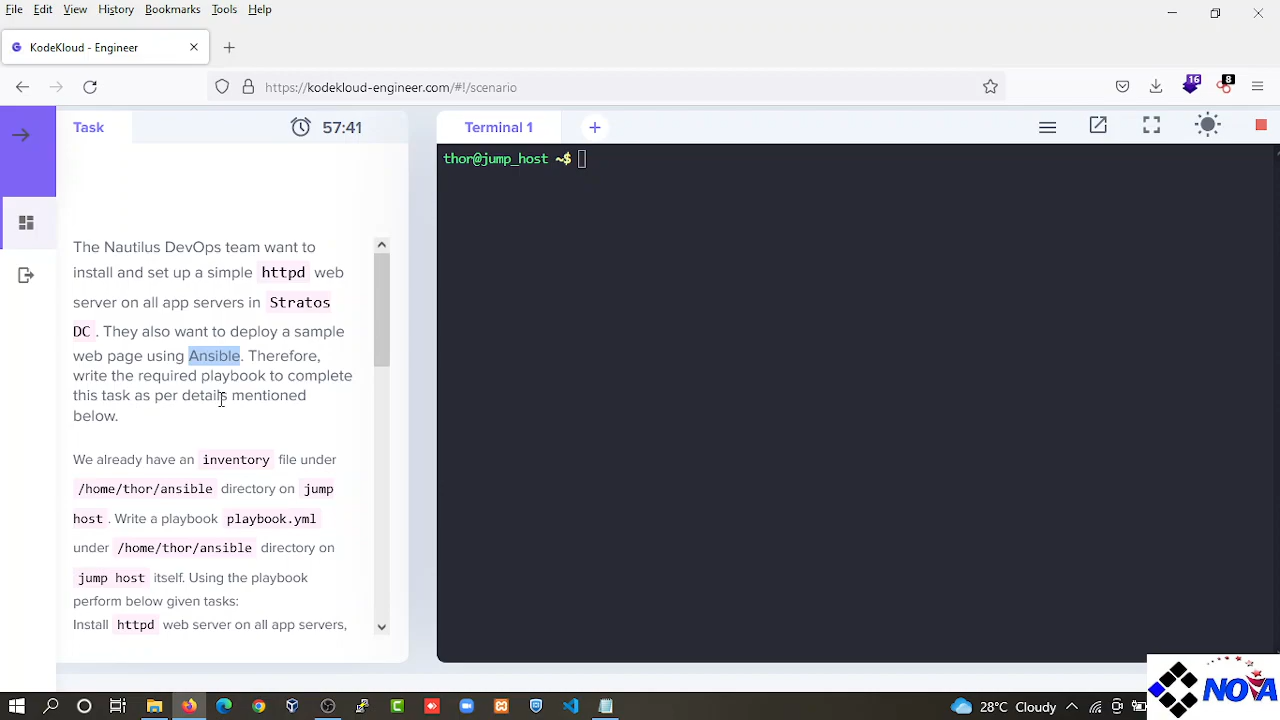 File Edit View History Bookmarks Tools Help
KodeKloud - Engineer
https://kodekloud-engineer.com/#!/scenario
16
8
Task
57:41
Terminal 1
thor@jump_host ~$
The Nautilus DevOps team want to
install and set up a simple httpd web
server on all app servers in Stratos
DC . They also want to deploy a sample
web page using Ansible. Therefore,
write the required playbook to complete
this task as per details mentioned
below.
We already have an inventory file under
/home/thor/ansible directory on jump
host . Write a playbook playbook.yml
under /home/thor/ansible directory on
jump host itself. Using the playbook
perform below given tasks:
Install httpd web server on all app servers,
28°C Cloudy
NOVA